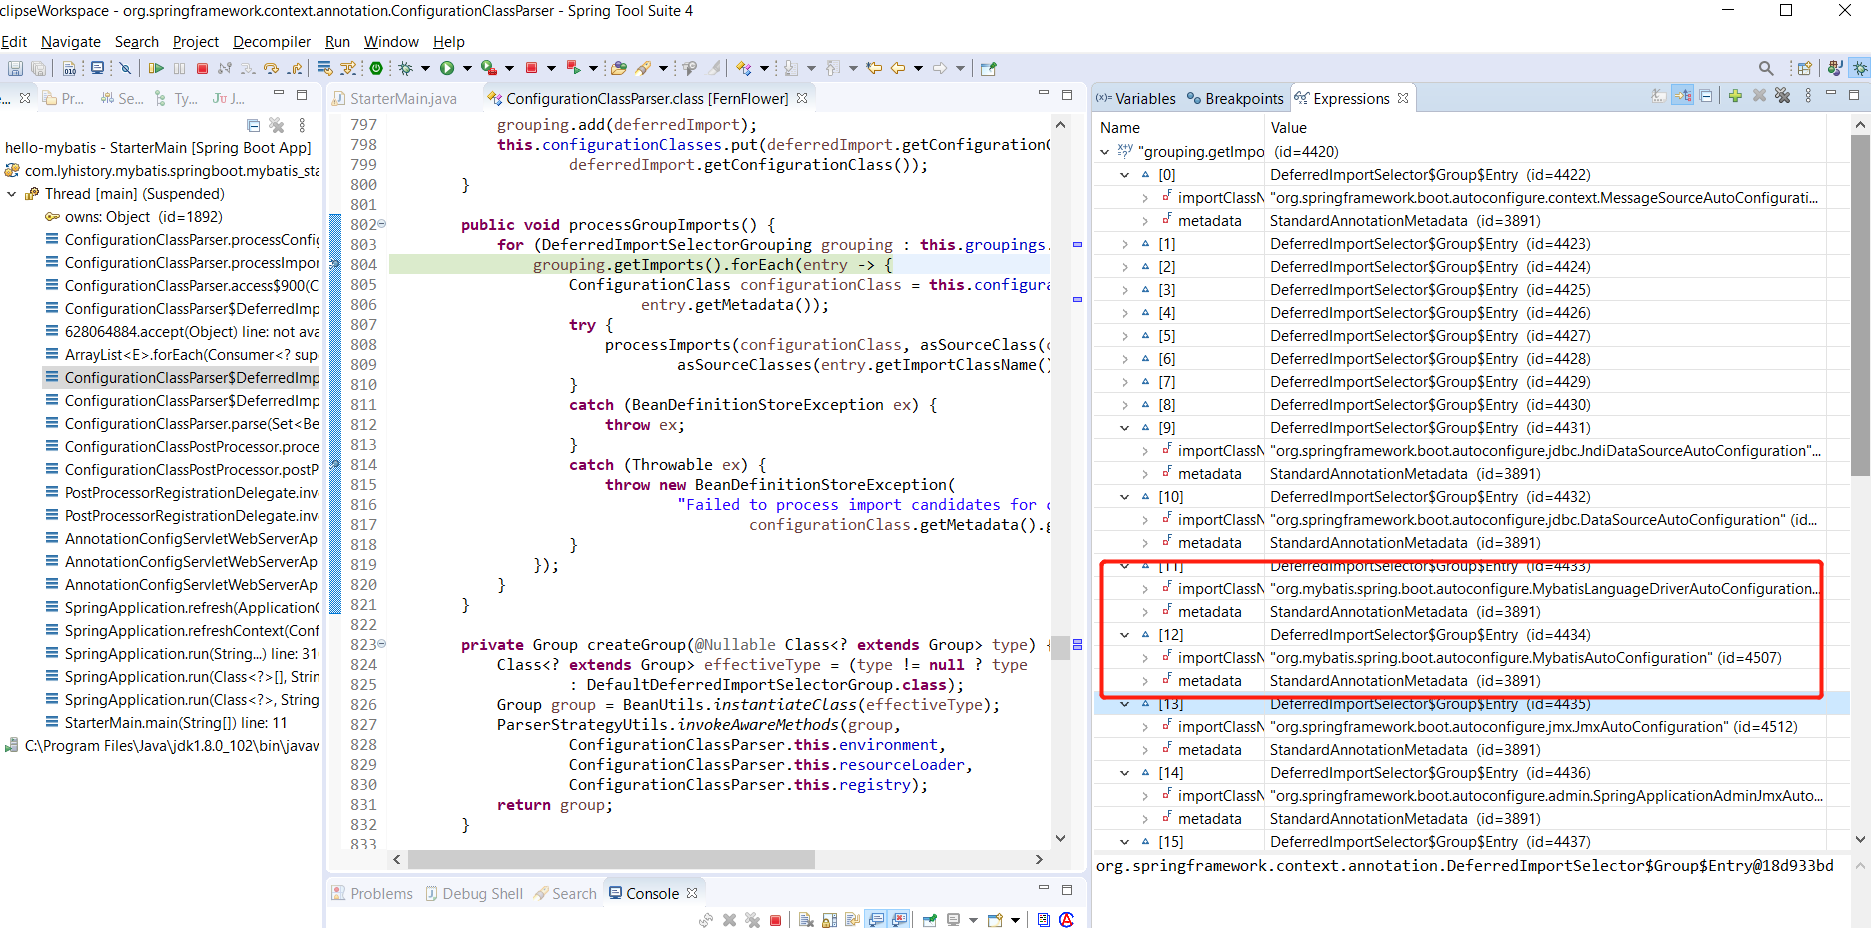 clipseWorkspace - org.springframework.context.annotation.ConfigurationClassParser - Spring Tool Suite 4
Edit Navigate Search Project Decompiler Run Window Help
Pr... Se... Ty... Ju J...
hello-mybatis - StarterMain [Spring Boot App]
com.lyhistory.mybatis.springboot.mybatis_sta
Thread [main] (Suspended)
owns: Object (id=1892)
ConfigurationClassParser.processConfig
ConfigurationClassParser.processImpor
ConfigurationClassParser.access$900(C
ConfigurationClassParser$DeferredImp
628064884.accept(Object) line: not ava
ArrayList<E>.forEach(Consumer<? supe
ConfigurationClassParser$DeferredImp
ConfigurationClassParser$DeferredImp
ConfigurationClassParser.parse(Set<Be
ConfigurationClassPostProcessor.proce
ConfigurationClassPostProcessor.postP
PostProcessorRegistrationDelegate.inv
PostProcessorRegistrationDelegate.inv
AnnotationConfigServletWebServerAp
AnnotationConfigServletWebServerAp
AnnotationConfigServletWebServerAp
SpringApplication.refresh(Application
SpringApplication.refreshContext(Conf
SpringApplication.run(String...) line: 31
SpringApplication.run(Class<?>[], Strin
SpringApplication.run(Class<?>, String
StarterMain.main(String[]) line: 11
C:\Program Files\Java\jdk1.8.0_102\bin\javaw
StarterMain.java ConfigurationClassParser.class [FernFlower]
797 grouping.add(deferredImport);
798 this.configurationClasses.put(deferredImport.getConfigurationC
799 deferredImport.getConfigurationClass());
800 }
801
802 public void processGroupImports() {
803 for (DeferredImportSelectorGrouping grouping : this.groupings.
804 grouping.getImports().forEach(entry -> {
805 ConfigurationClass configurationClass = this.configura
806 entry.getMetadata());
807 try {
808 processImports(configurationClass, asSourceClass(c
809 asSourceClasses(entry.getImportClassName()
810 }
811 catch (BeanDefinitionStoreException ex) {
812 throw ex;
813 }
814 catch (Throwable ex) {
815 throw new BeanDefinitionStoreException(
816 "Failed to process import candidates for c
817 configurationClass.getMetadata().g
818 }
819 });
820 }
821 }
822
823 private Group createGroup(@Nullable Class<? extends Group> type) {
824 Class<? extends Group> effectiveType = (type != null ? type
825 : DefaultDeferredImportSelectorGroup.class);
826 Group group = BeanUtils.instantiateClass(effectiveType);
827 ParserStrategyUtils.invokeAwareMethods(group,
828 ConfigurationClassParser.this.environment,
829 ConfigurationClassParser.this.resourceLoader,
830 ConfigurationClassParser.this.registry);
831 return group;
832 }
833
Problems Debug Shell Search Console
(x)= Variables Breakpoints Expressions
Name Value
"grouping.getImpo (id=4420)
[0] DeferredImportSelector$Group$Entry (id=4422)
importClassN "org.springframework.boot.autoconfigure.context.MessageSourceAutoConfigurati...
metadata StandardAnnotationMetadata (id=3891)
[1] DeferredImportSelector$Group$Entry (id=4423)
[2] DeferredImportSelector$Group$Entry (id=4424)
[3] DeferredImportSelector$Group$Entry (id=4425)
[4] DeferredImportSelector$Group$Entry (id=4426)
[5] DeferredImportSelector$Group$Entry (id=4427)
[6] DeferredImportSelector$Group$Entry (id=4428)
[7] DeferredImportSelector$Group$Entry (id=4429)
[8] DeferredImportSelector$Group$Entry (id=4430)
[9] DeferredImportSelector$Group$Entry (id=4431)
importClassN "org.springframework.boot.autoconfigure.jdbc.JndiDataSourceAutoConfiguration"...
metadata StandardAnnotationMetadata (id=3891)
[10] DeferredImportSelector$Group$Entry (id=4432)
importClassN "org.springframework.boot.autoconfigure.jdbc.DataSourceAutoConfiguration" (id...
metadata StandardAnnotationMetadata (id=3891)
[11] DeferredImportSelector$Group$Entry (id=4433)
importClassN "org.mybatis.spring.boot.autoconfigure.MybatisLanguageDriverAutoConfiguration...
metadata StandardAnnotationMetadata (id=3891)
[12] DeferredImportSelector$Group$Entry (id=4434)
importClassN "org.mybatis.spring.boot.autoconfigure.MybatisAutoConfiguration" (id=4507)
metadata StandardAnnotationMetadata (id=3891)
[13] DeferredImportSelector$Group$Entry (id=4435)
importClassN "org.springframework.boot.autoconfigure.jmx.JmxAutoConfiguration" (id=4512)
metadata StandardAnnotationMetadata (id=3891)
[14] DeferredImportSelector$Group$Entry (id=4436)
importClassN "org.springframework.boot.autoconfigure.admin.SpringApplicationAdminJmxAuto...
metadata StandardAnnotationMetadata (id=3891)
[15] DeferredImportSelector$Group$Entry (id=4437)
org.springframework.context.annotation.DeferredImportSelector$Group$Entry@18d933bd